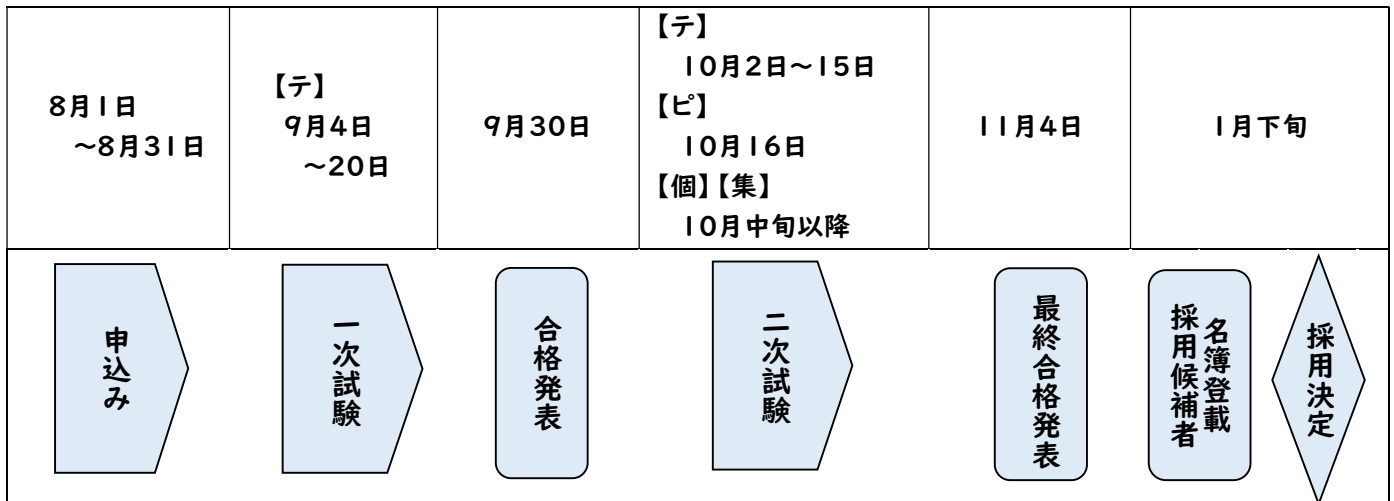 8月1日
～8月31日
【テ】
9月4日
～20日
9月30日
【テ】
10月2日～15日
【ピ】
10月16日
【個】【集】
10月中旬以降
11月4日
1月下旬
申込み
一次試験
合格発表
二次試験
最終合格発表
名簿登載
採用候補者
採用決定